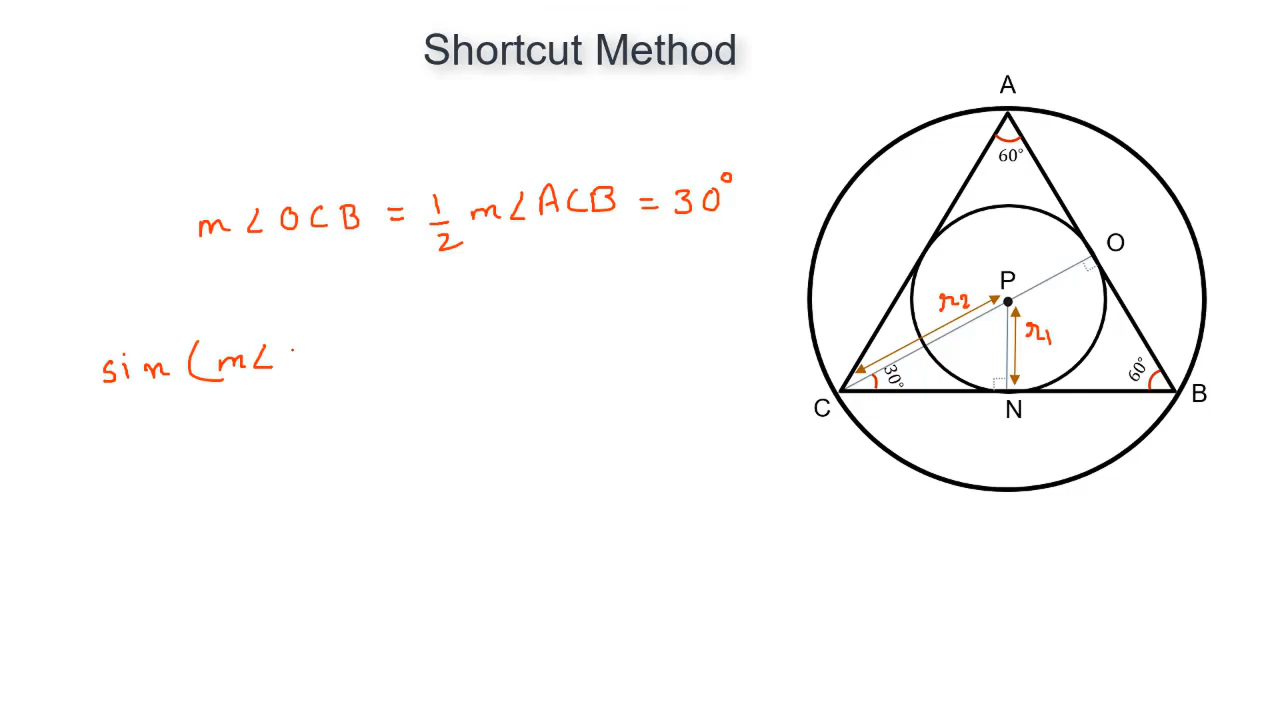 Shortcut Method
A
60°
m∠OCB = 1/2 m∠ACB = 30°
O
P
r2
r1
30°
60°
C
N
B
sin (m∠